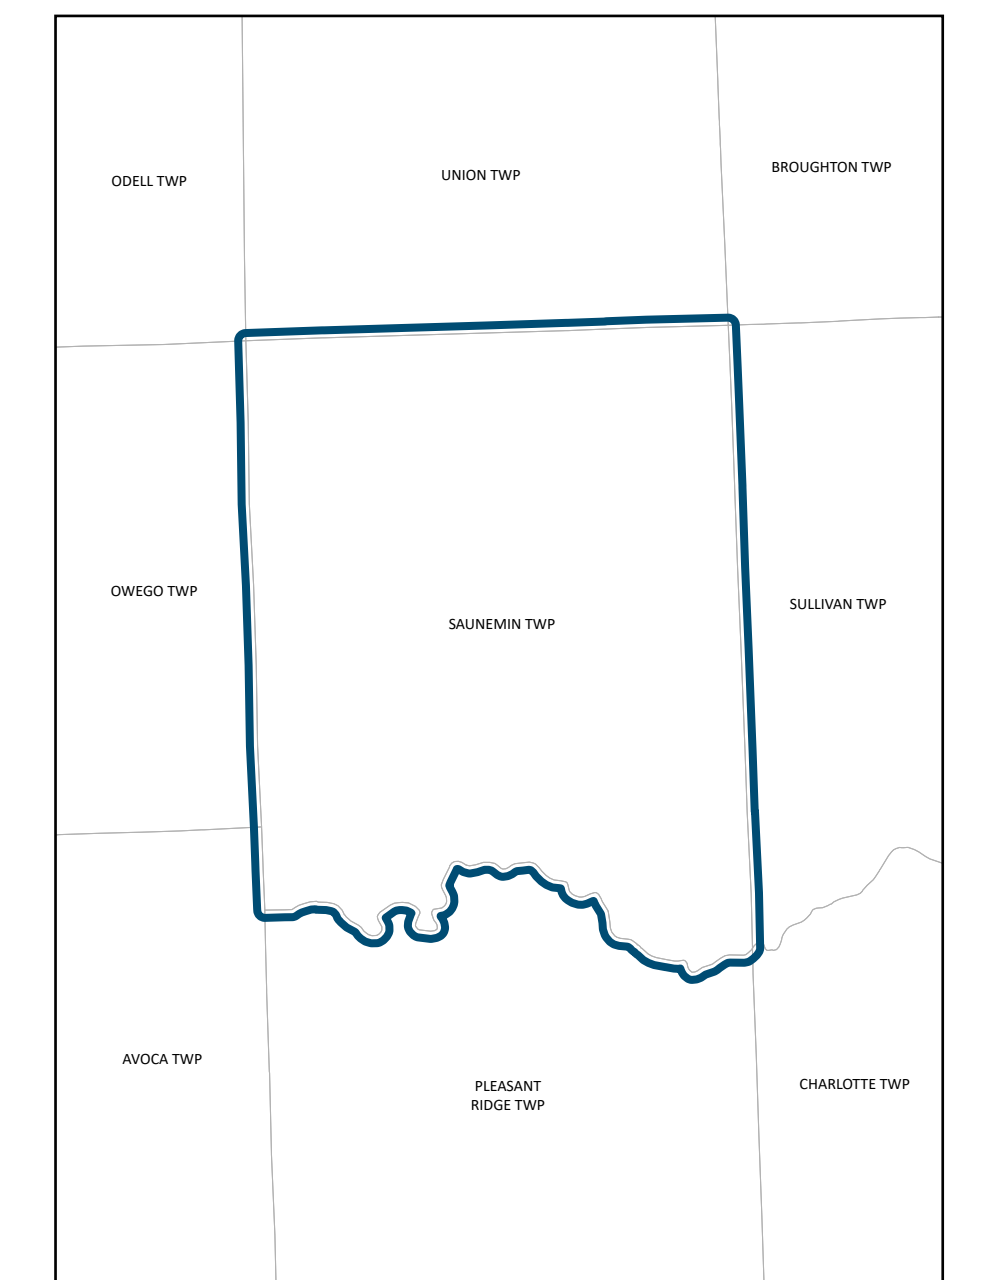 ODELL TWP
UNION TWP
BROUGHTON TWP
OWEGO TWP
SAUNEMIN TWP
SULLIVAN TWP
AVOCA TWP
PLEASANT
RIDGE TWP
CHARLOTTE TWP